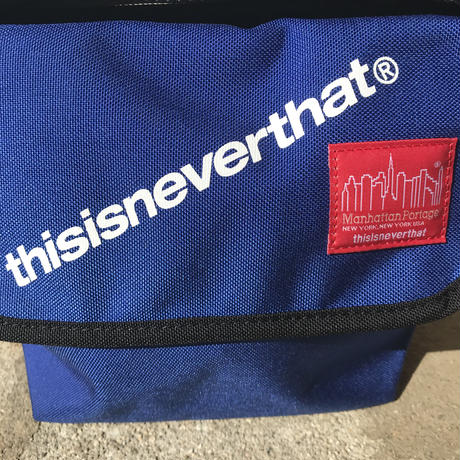 thisisneverthat®
®
Manhattan Portage
NEW YORK, NEW YORK, USA
thisisneverthat